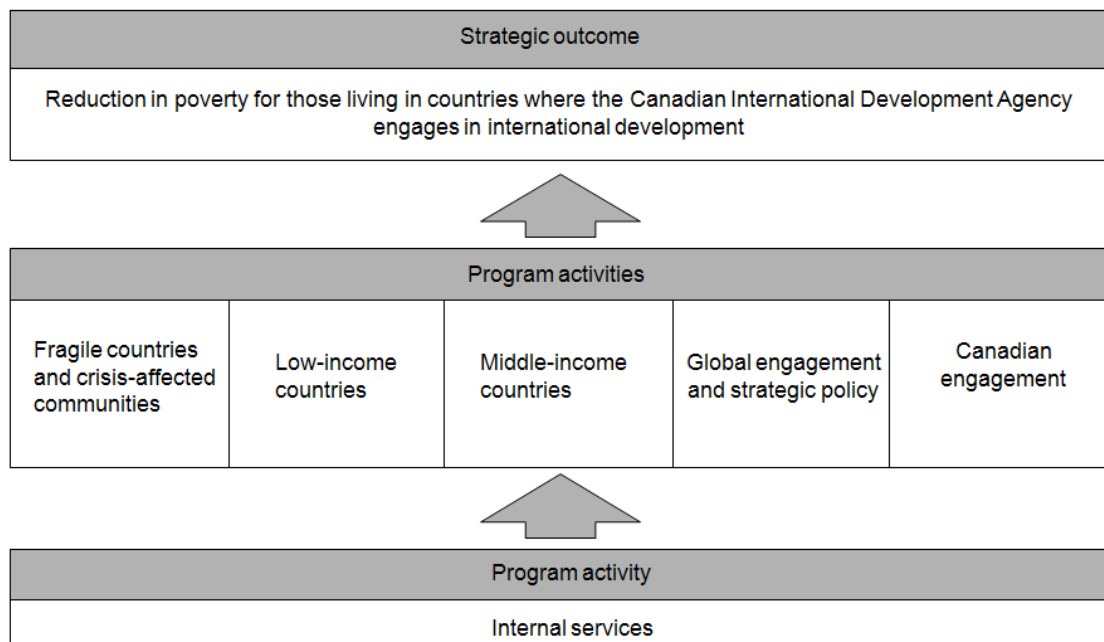 Strategic outcome
Reduction in poverty for those living in countries where the Canadian International Development Agency
engages in international development
Program activities
Fragile countries
and crisis-affected
communities
Low-income
countries
Middle-income
countries
Global engagement
and strategic policy
Canadian
engagement
Program activity
Internal services